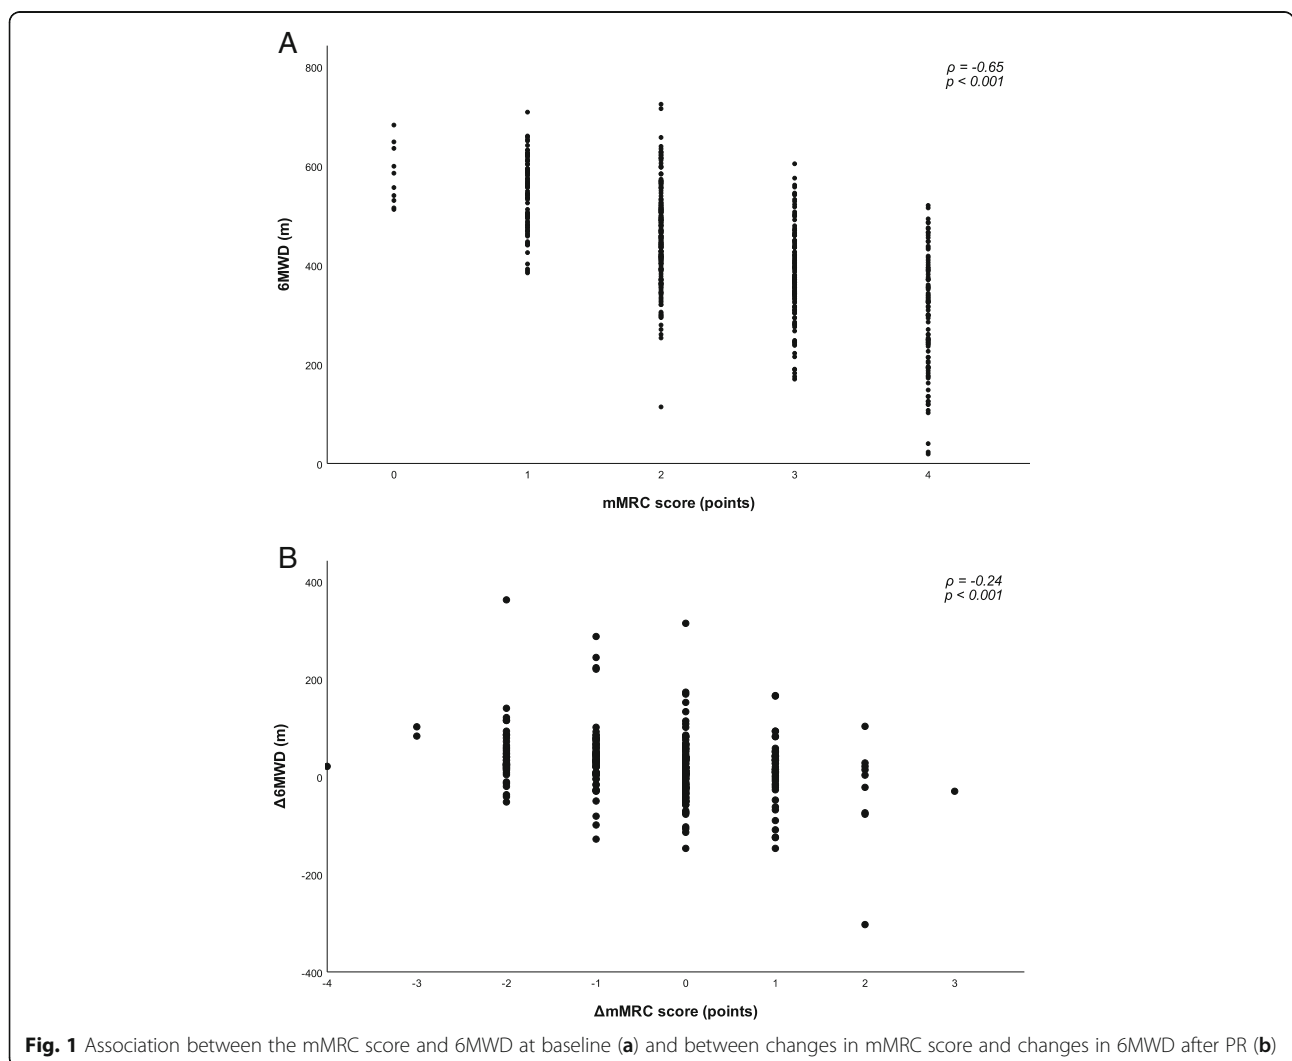 A
ρ = -0.65
p < 0.001
800
600
400
200
0
6MWD (m)
0 1 2 3 4
mMRC score (points)
B
ρ = -0.24
p < 0.001
400
200
0
-200
-400
Δ6MWD (m)
-4 -3 -2 -1 0 1 2 3
ΔmMRC score (points)
Fig. 1 Association between the mMRC score and 6MWD at baseline (a) and between changes in mMRC score and changes in 6MWD after PR (b)